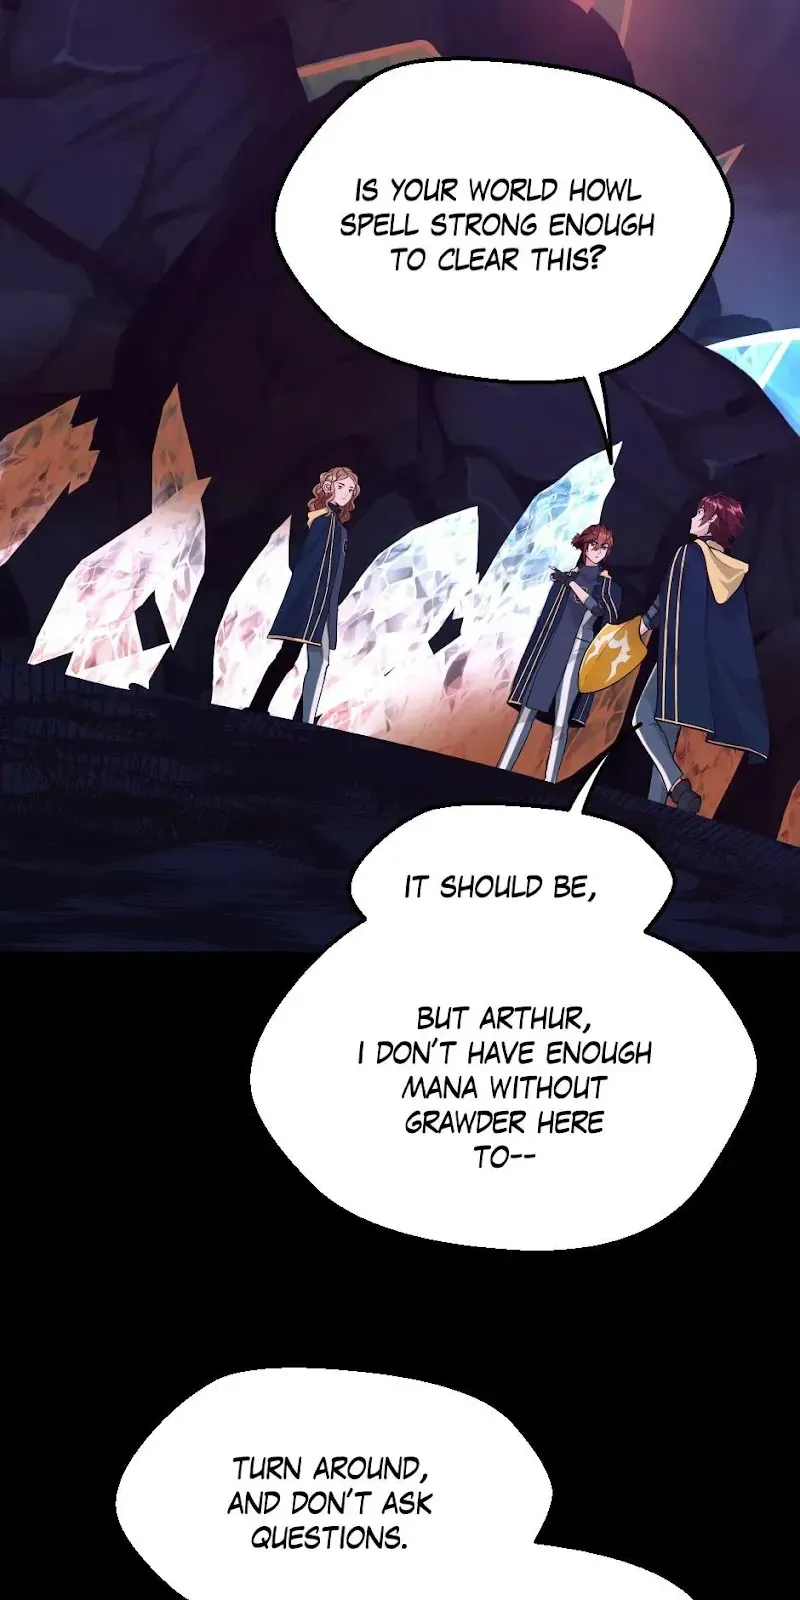 IS YOUR WORLD HOWL
SPELL STRONG ENOUGH
TO CLEAR THIS?
IT SHOULD BE,
BUT ARTHUR,
I DON'T HAVE ENOUGH
MANA WITHOUT
GRAWDER HERE
TO--
TURN AROUND,
AND DON'T ASK
QUESTIONS.